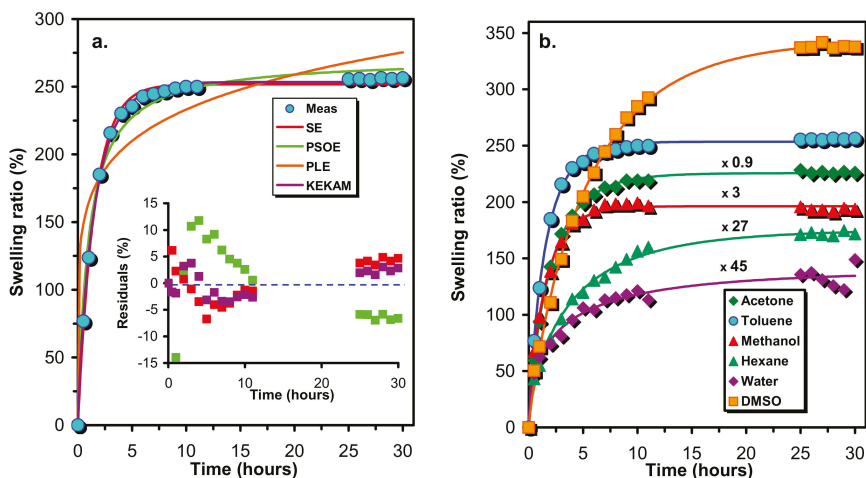 a.
Swelling ratio (%)
300
250
200
150
100
50
0
Meas
SE
PSOE
PLE
KEKAM
Residuals (%)
15
10
5
0
-5
-10
-15
0
10
20
30
Time (hours)
0
5
10
15
20
25
30
Time (hours)
b.
Swelling ratio (%)
350
300
250
200
150
100
50
0
x 0.9
x 3
x 27
x 45
Acetone
Toluene
Methanol
Hexane
Water
DMSO
0
5
10
15
20
25
30
Time (hours)